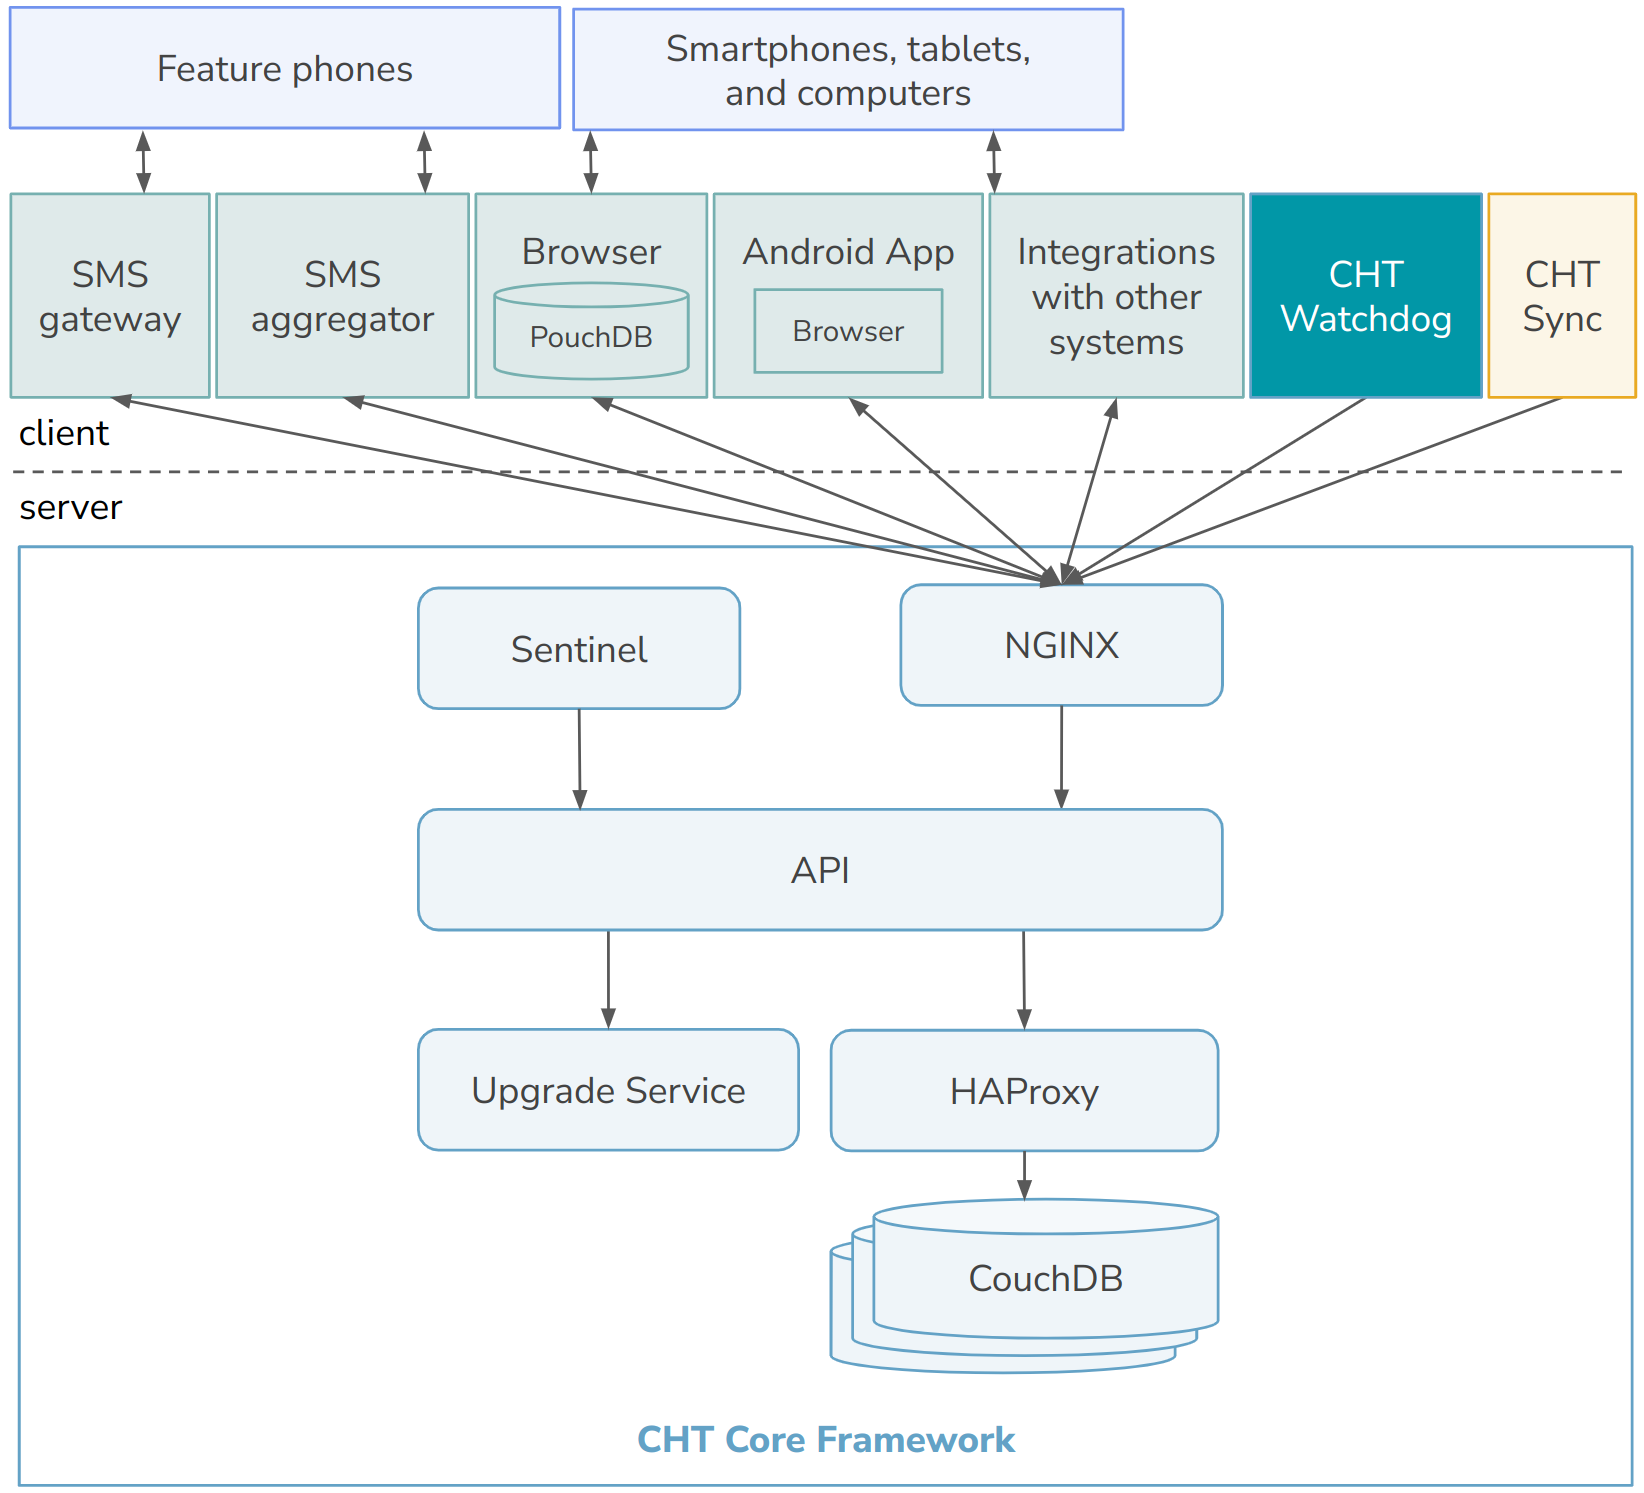 Feature phones
Smartphones, tablets,
and computers
SMS
gateway
SMS
aggregator
Browser
PouchDB
Android App
Browser
Integrations
with other
systems
CHT
Watchdog
CHT
Sync
client
server
Sentinel
NGINX
API
Upgrade Service
HAProxy
CouchDB
CHT Core Framework